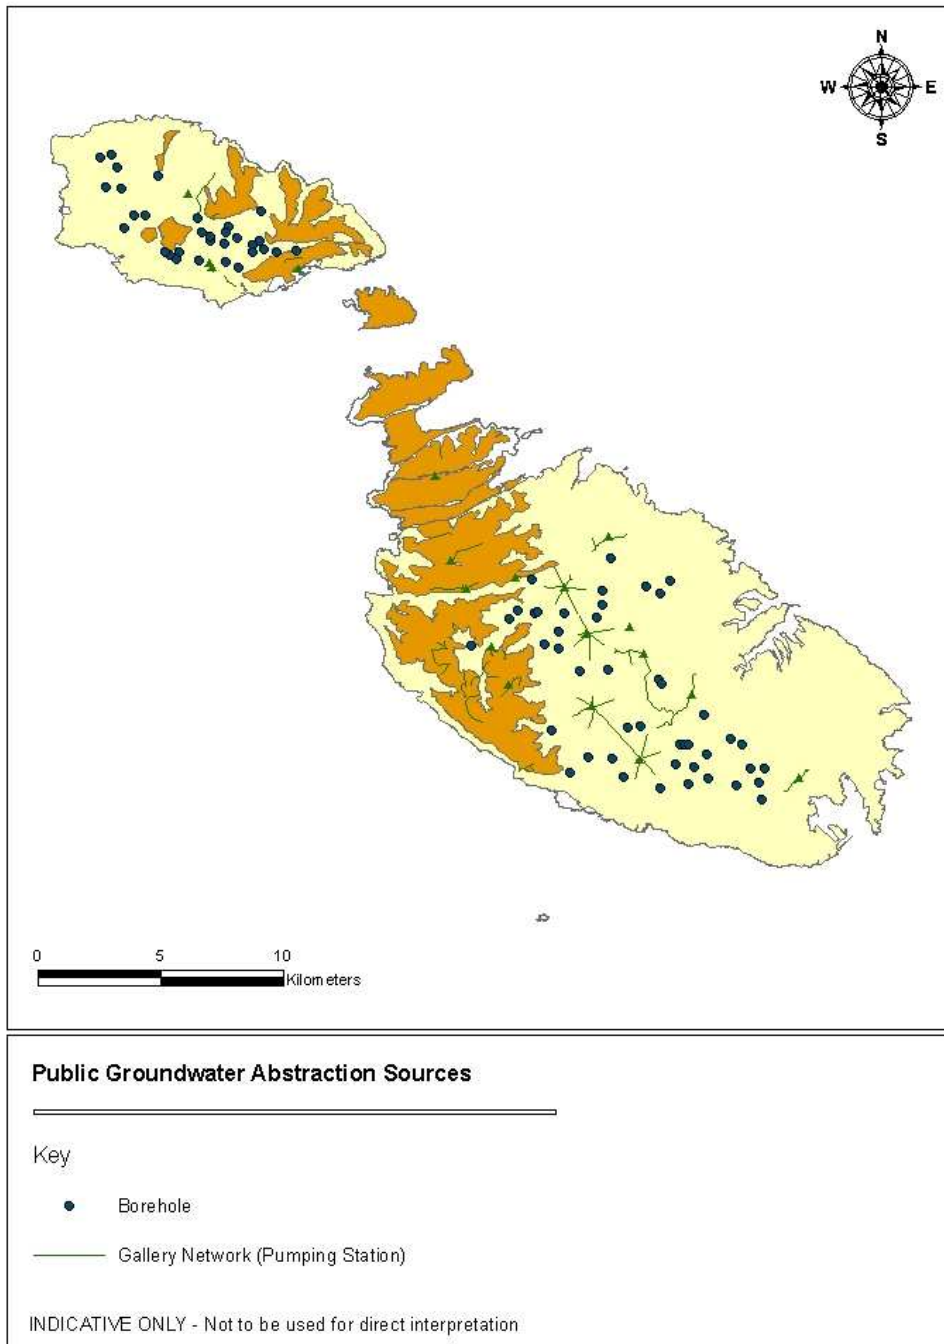 N
W E
S
0 5 10
Kilometers
Public Groundwater Abstraction Sources
Key
Borehole
Gallery Network (Pumping Station)
INDICATIVE ONLY - Not to be used for direct interpretation